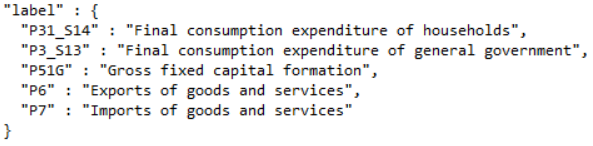 "label" : {
"P31_S14" : "Final consumption expenditure of households",
"P3_S13" : "Final consumption expenditure of general government",
"P51G" : "Gross fixed capital formation",
"P6" : "Exports of goods and services",
"P7" : "Imports of goods and services"
}